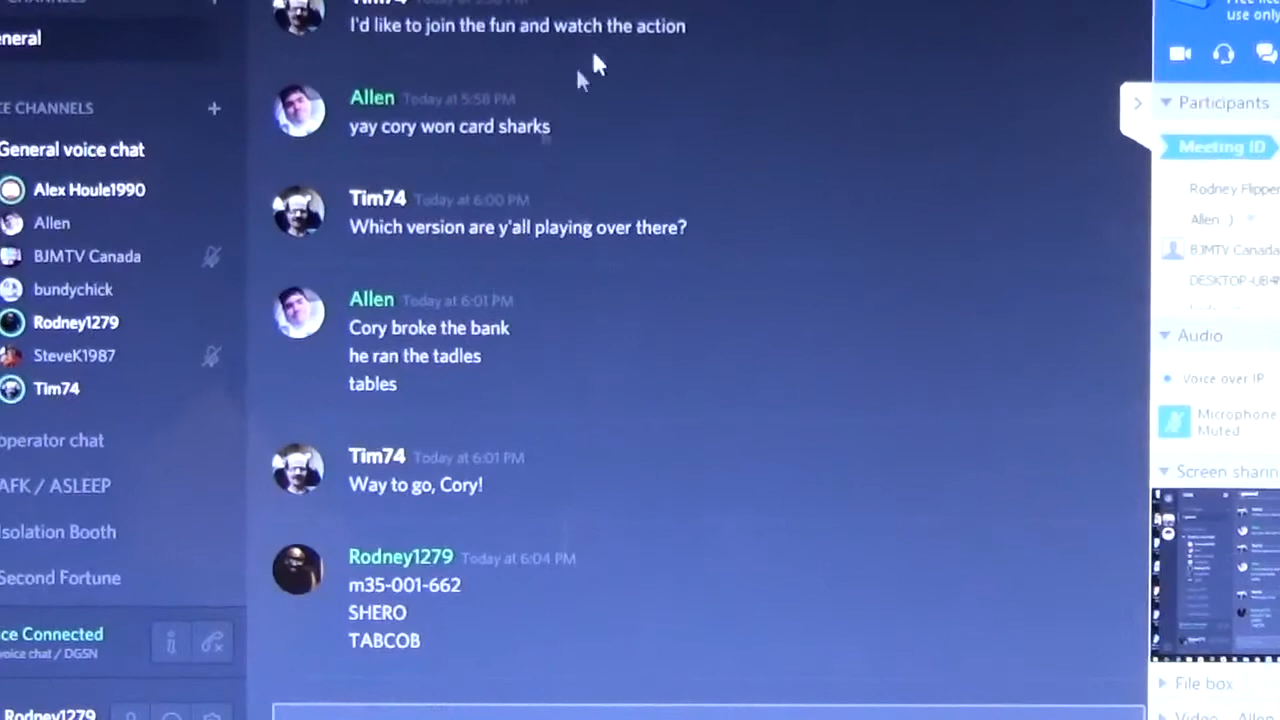 I'd like to join the fun and watch the action
Allen Today at 5:58 PM
yay cory won card sharks
Tim74 Today at 6:00 PM
Which version are y'all playing over there?
Allen Today at 6:01 PM
Cory broke the bank
he ran the tadles
tables
Tim74 Today at 6:01 PM
Way to go, Cory!
Rodney1279 Today at 6:04 PM
m35-001-662
SHERO
TABCOB
eneral
CE CHANNELS
General voice chat
Alex Houle1990
Allen
BJMTV Canada
bundychick
Rodney1279
SteveK1987
Tim74
operator chat
AFK / ASLEEP
Isolation Booth
Second Fortune
ce Connected
voice chat / DGSN
Rodney1279
use only
Participants
Meeting ID
Rodney Flipper
Allen :)
BJMTV Canada
Audio
Voice over IP
Microphone
Muted
Screen sharin
File box